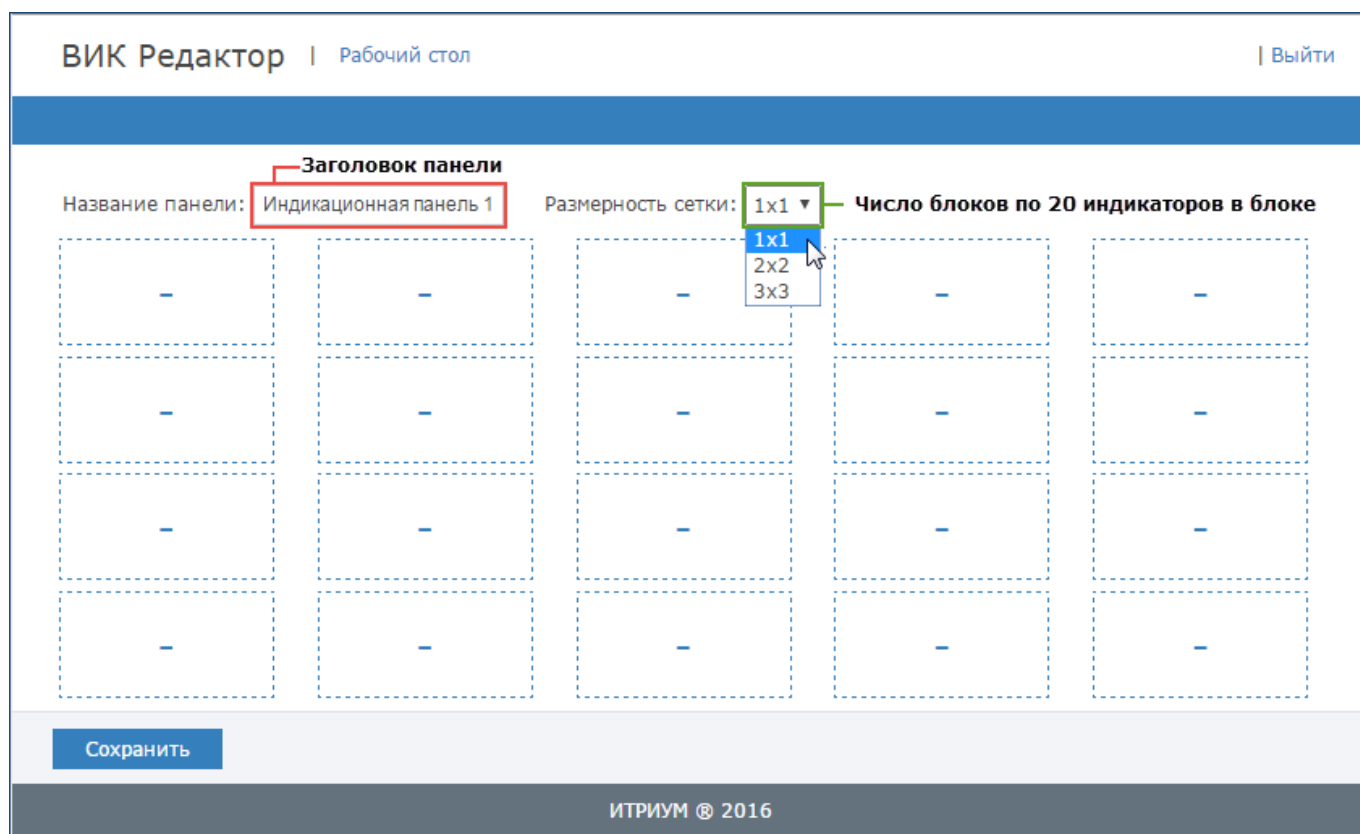 ВИК Редактор | Рабочий стол | Выйти
Заголовок панели
Название панели: Индикационная панель 1 Размерность сетки: 1x1 ▼ Число блоков по 20 индикаторов в блоке
1x1
2x2
3x3
– – – – –
– – – – –
– – – – –
– – – – –
Сохранить
ИТРИУМ ® 2016